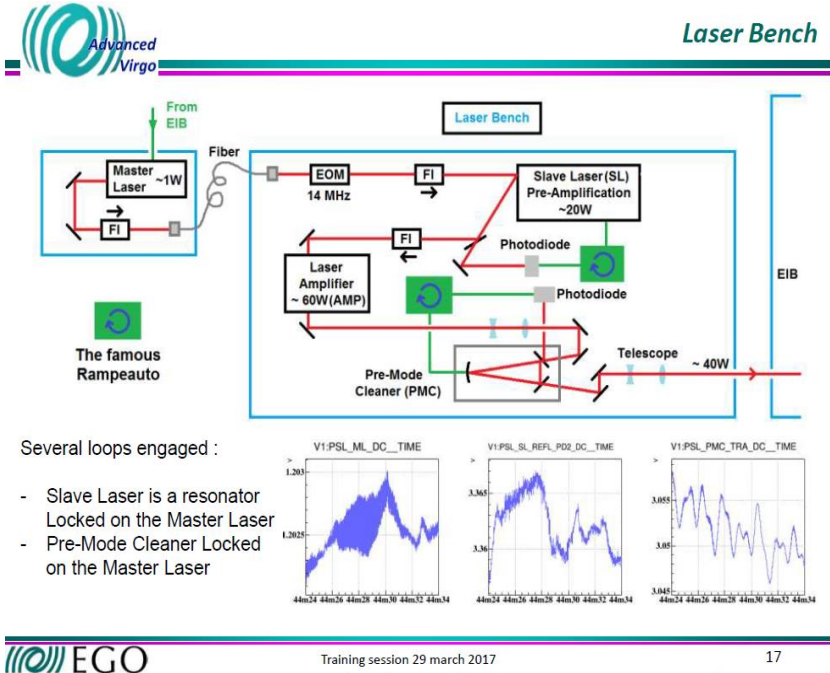 Advanced
Virgo
Laser Bench
From
EIB
Laser Bench
Fiber
Master
Laser ~1W
FI
EOM
14 MHz
FI
Slave Laser(SL)
Pre-Amplification
~20W
FI
Photodiode
Laser
Amplifier
~ 60W(AMP)
Photodiode
EIB
The famous
Rampeauto
Pre-Mode
Cleaner (PMC)
Telescope
~ 40W
Several loops engaged :
- Slave Laser is a resonator
Locked on the Master Laser
- Pre-Mode Cleaner Locked
on the Master Laser
V1:PSL_ML_DC__TIME
>
1.203
1.2025
44m24 44m26 44m28 44m30 44m32 44m34
V1:PSL_SL_REFL_PD2_DC__TIME
>
3.365
3.36
44m24 44m26 44m28 44m30 44m32 44m34
V1:PSL_PMC_TRA_DC__TIME
>
3.055
3.05
3.045
44m24 44m26 44m28 44m30 44m32 44m34
EGO
Training session 29 march 2017
17